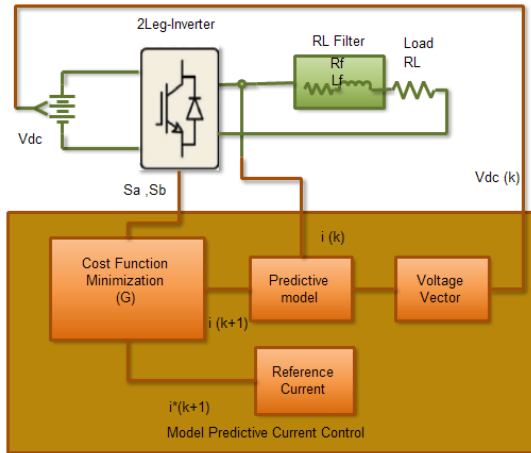 2Leg-Inverter
RL Filter
Load
RL
Rf
Lf
Vdc
Sa ,Sb
Vdc (k)
i (k)
Cost Function
Minimization
(G)
Predictive
model
Voltage
Vector
i (k+1)
Reference
Current
i*(k+1)
Model Predictive Current Control